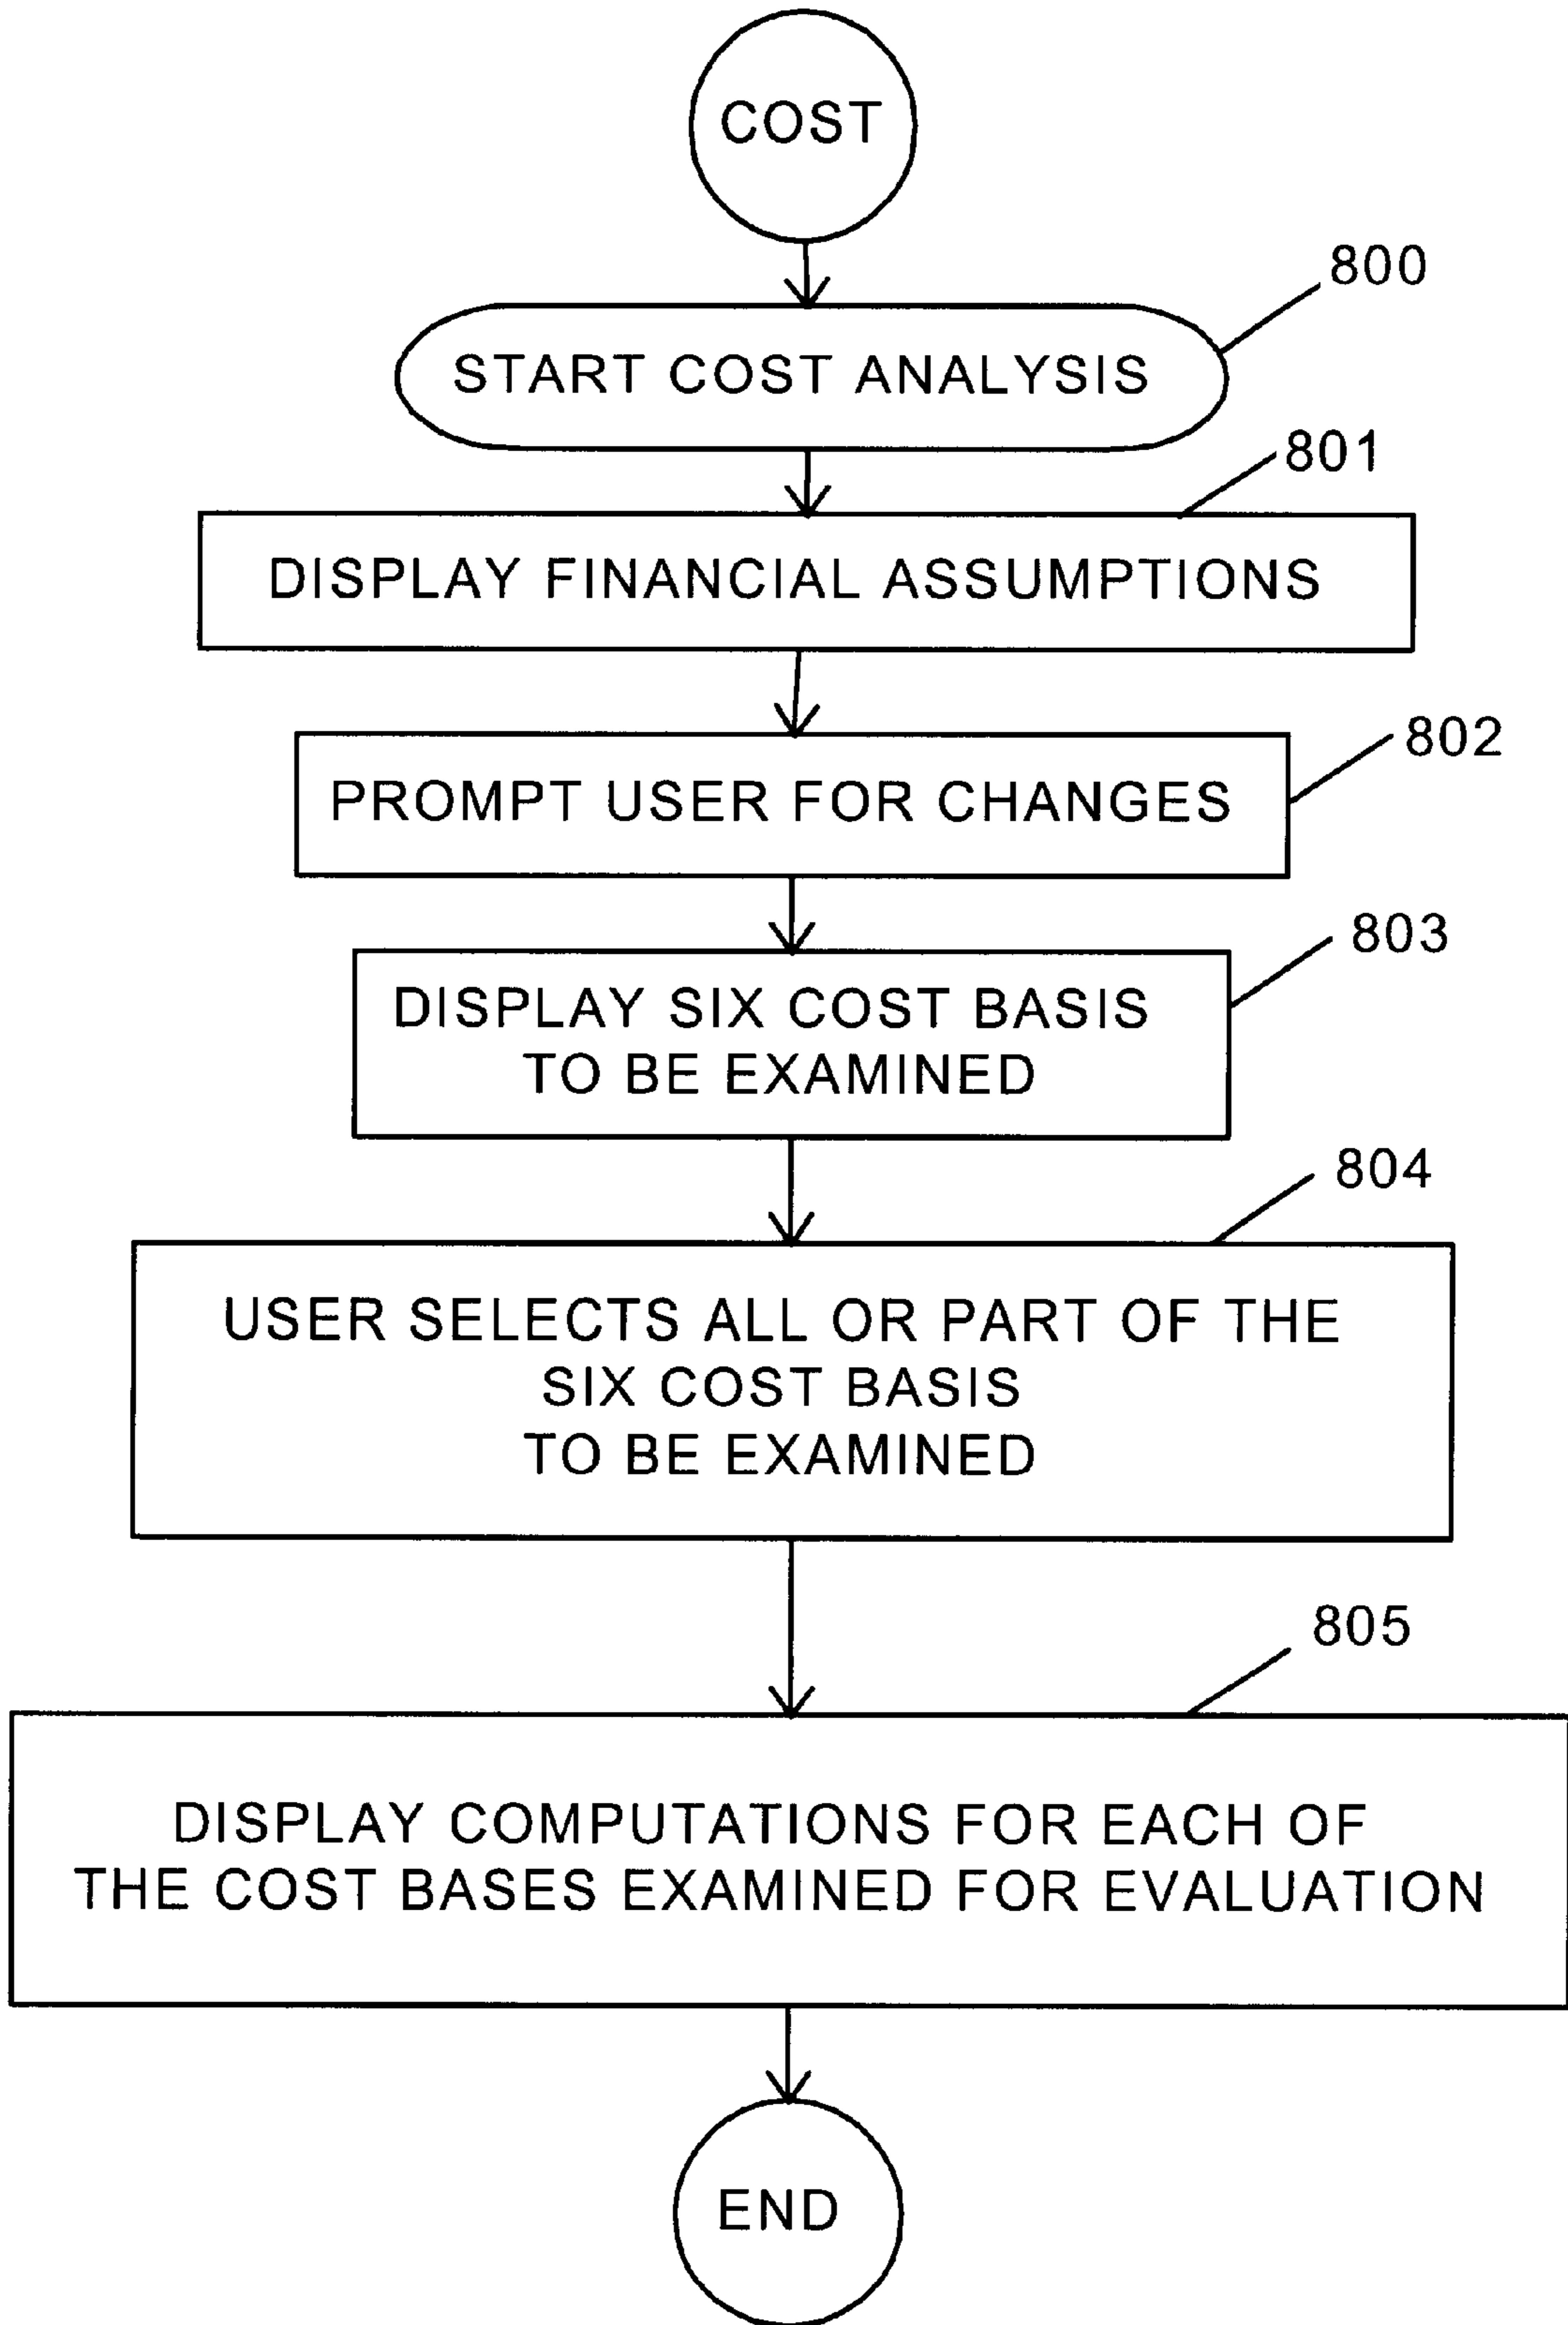 COST
800
START COST ANALYSIS
801
DISPLAY FINANCIAL ASSUMPTIONS
802
PROMPT USER FOR CHANGES
803
DISPLAY SIX COST BASIS
TO BE EXAMINED
804
USER SELECTS ALL OR PART OF THE
SIX COST BASIS
TO BE EXAMINED
805
DISPLAY COMPUTATIONS FOR EACH OF
THE COST BASES EXAMINED FOR EVALUATION
END